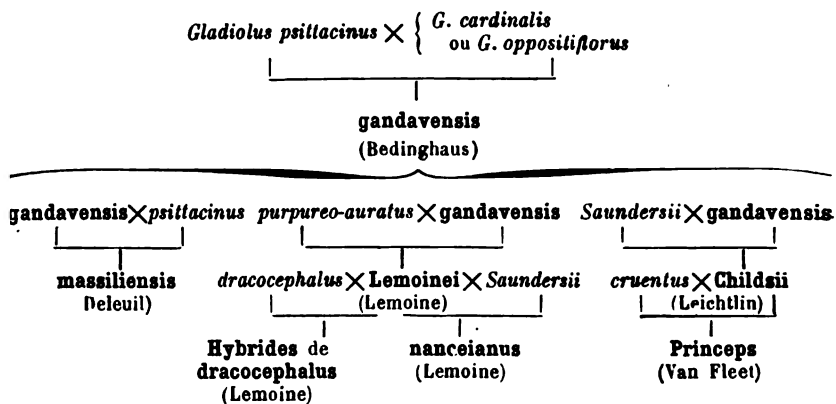 Gladiolus psittacinus × { G. cardinalis
ou G. oppositiflorus
gandavensis
(Bedinghaus)
gandavensis × psittacinus purpureo-auratus × gandavensis Saundersii × gandavensis
massiliensis dracocephalus × Lemoinei × Saundersii cruentus × Childsii
(Deleuil) (Lemoine) (Leichtlin)
Hybrides de nanceianus Princeps
dracocephalus (Lemoine) (Van Fleet)
(Lemoine)